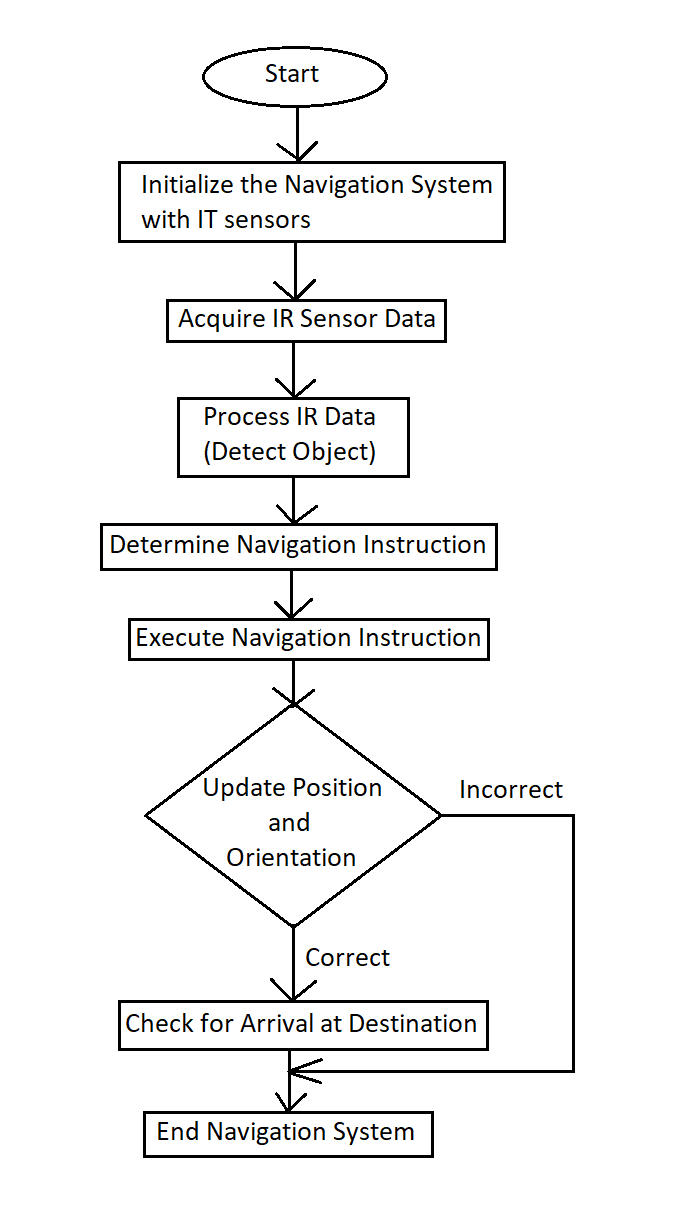 Start
Initialize the Navigation System
with IT sensors
Acquire IR Sensor Data
Process IR Data
(Detect Object)
Determine Navigation Instruction
Execute Navigation Instruction
Update Position
and
Orientation
Incorrect
Correct
Check for Arrival at Destination
End Navigation System